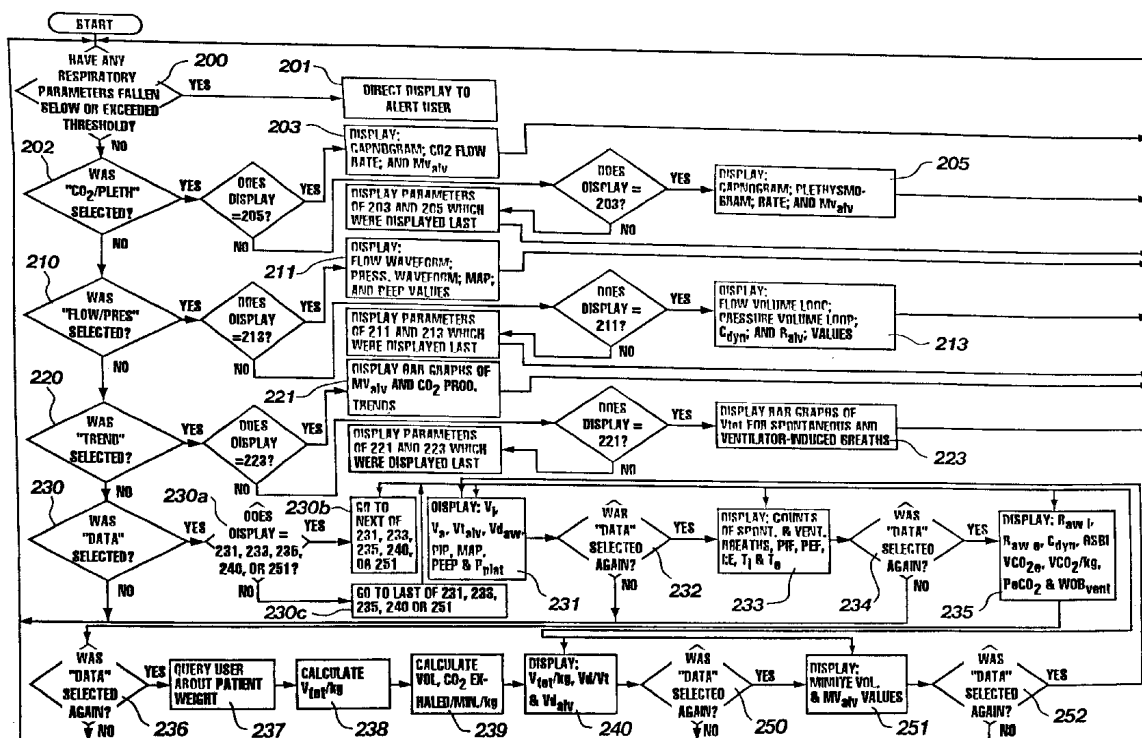 START
HAVE ANY
RESPIRATORY
PARAMETERS FALLEN
BELOW OR EXCEEDED
THRESHOLD?
200
YES
NO
201
DIRECT DISPLAY TO
ALERT USER
202
WAS
"CO2/PLETH"
SELECTED?
YES
NO
DOES
DISPLAY
=205?
YES
NO
203
DISPLAY:
CAPNOGRAM; CO2 FLOW
RATE; AND MValv
DISPLAY PARAMETERS
OF 203 AND 205 WHICH
WERE DISPLAYED LAST
DOES
DISPLAY =
203?
YES
NO
205
DISPLAY:
CAPNOGRAM; PLETHYSMO-
GRAM; RATE; AND MValv
210
WAS
"FLOW/PRES"
SELECTED?
YES
NO
DOES
DISPLAY
=213?
YES
NO
211
DISPLAY:
FLOW WAVEFORM;
PRESS. WAVEFORM; MAP;
AND PEEP VALUES
DISPLAY PARAMETERS
OF 211 AND 213 WHICH
WERE DISPLAYED LAST
DOES
DISPLAY =
211?
YES
NO
DISPLAY:
FLOW VOLUME LOOP;
PRESSURE VOLUME LOOP;
Cdyn; AND Ralv; VALUES
213
220
WAS
"TREND"
SELECTED?
YES
NO
DOES
DISPLAY
=223?
YES
NO
221
DISPLAY BAR GRAPHS OF
MValv AND CO2 PROD.
TRENDS
DISPLAY PARAMETERS
OF 221 AND 223 WHICH
WERE DISPLAYED LAST
DOES
DISPLAY =
221?
YES
NO
DISPLAY BAR GRAPHS OF
Vtot FOR SPONTANEOUS AND
VENTILATOR-INDUCED BREATHS
223
230
WAS
"DATA"
SELECTED?
YES
NO
230a
DOES
DISPLAY =
231, 233, 236,
240, OR 251?
YES
NO
230b
GO TO
NEXT OF
231, 233,
235, 240,
OR 251
230c
GO TO LAST OF 231, 233,
235, 240 OR 251
DISPLAY: Vi,
Va, Vtalv, Vdaw,
PIP, MAP,
PEEP & Pplat
231
WAS
"DATA"
SELECTED
AGAIN?
YES
NO
232
DISPLAY: COUNTS
OF SPONT. & VENT.
BREATHS, PIF, PEF,
I:E, Ti & Te
233
WAS
"DATA"
SELECTED
AGAIN?
YES
NO
234
DISPLAY: Raw i,
Raw e, Cdyn, RSBI
VCO2e, VCO2/kg,
PeCO2 & WOBvent
235
WAS
"DATA"
SELECTED
AGAIN?
YES
NO
236
QUERY USER
ABOUT PATIENT
WEIGHT
237
CALCULATE
Vtot/kg
238
CALCULATE
VOL, CO2 EX-
HALED/MIN./kg
239
DISPLAY:
Vtot/kg, Vd/Vt
& Vdalv
240
WAS
"DATA"
SELECTED
AGAIN?
YES
NO
250
DISPLAY:
MINUTE VOL.
& MValv VALUES
251
WAS
"DATA"
SELECTED
AGAIN?
YES
NO
252